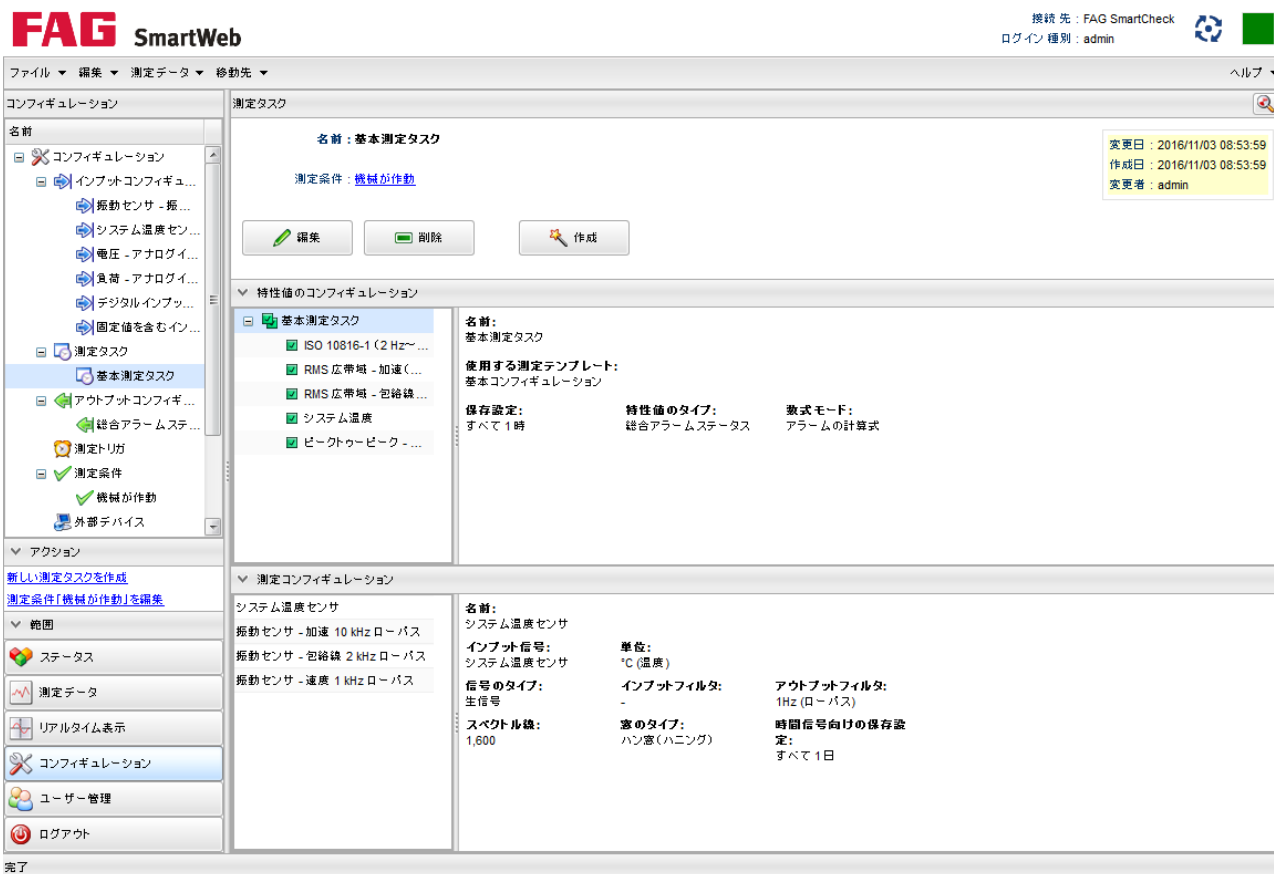 FAG SmartWeb
接続 先 : FAG SmartCheck
ログイン 種別 : admin
ファイル ▼ 編集 ▼ 測定データ ▼ 移動先 ▼
ヘルプ
コンフィギュレーション
名前
コンフィギュレーション
インプットコンフィギュ...
振動センサ - 振...
システム温度セン...
電圧 - アナログイ...
負荷 - アナログイ...
デジタルインプッ...
固定値を含むイン...
測定タスク
基本測定タスク
アウトプットコンフィギ...
総合アラームステ...
測定トリガ
測定条件
機械が作動
外部デバイス
アクション
新しい測定タスクを作成
測定条件「機械が作動」を編集
範囲
ステータス
測定データ
リアルタイム表示
コンフィギュレーション
ユーザー管理
ログアウト
完了
測定タスク
名前 : 基本測定タスク
測定条件 : 機械が作動
変更日 : 2016/11/03 08:53:59
作成日 : 2016/11/03 08:53:59
変更者 : admin
編集
削除
作成
特性値のコンフィギュレーション
基本測定タスク
ISO 10816-1 (2 Hz～...
RMS 広帯域 - 加速(...
RMS 広帯域 - 包絡線...
システム温度
ピークトゥーピーク - ...
名前:
基本測定タスク
使用する測定テンプレート:
基本コンフィギュレーション
保存設定: 特性値のタイプ: 数式モード:
すべて 1 時 総合アラームステータス アラームの計算式
測定コンフィギュレーション
システム温度センサ
振動センサ - 加速 10 kHz ローパス
振動センサ - 包絡線 2 kHz ローパス
振動センサ - 速度 1 kHz ローパス
名前:
システム温度センサ
インプット信号: 単位:
システム温度センサ °C (温度)
信号のタイプ: インプットフィルタ: アウトプットフィルタ:
生信号 - 1Hz (ローパス)
スペクトル線: 窓のタイプ: 時間信号向けの保存設
定:
1,600 ハン窓(ハニング)
すべて 1 日